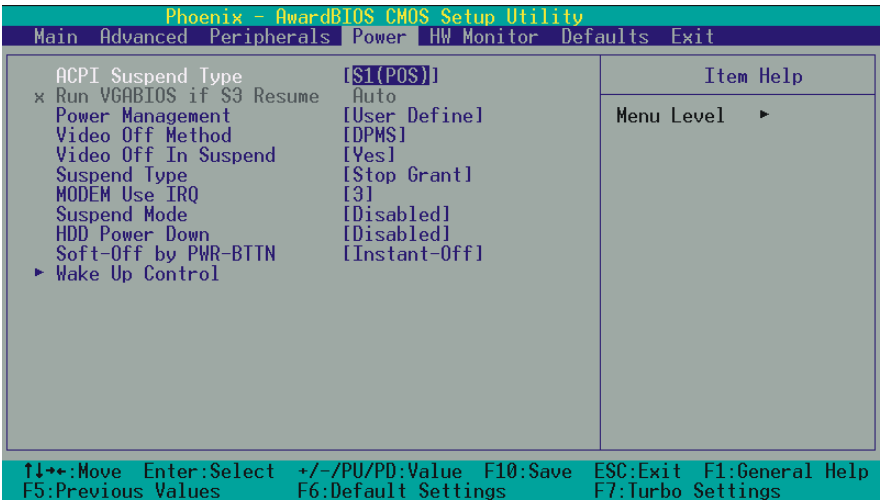 Phoenix - AwardBIOS CMOS Setup Utility
Main Advanced Peripherals Power HW Monitor Defaults Exit
ACPI Suspend Type [S1(POS)]
x Run VGABIOS if S3 Resume Auto
Power Management [User Define]
Video Off Method [DPMS]
Video Off In Suspend [Yes]
Suspend Type [Stop Grant]
MODEM Use IRQ [3]
Suspend Mode [Disabled]
HDD Power Down [Disabled]
Soft-Off by PWR-BTTN [Instant-Off]
► Wake Up Control
Item Help
Menu Level ►
↑↓→←:Move Enter:Select +/-/PU/PD:Value F10:Save ESC:Exit F1:General Help
F5:Previous Values F6:Default Settings F7:Turbo Settings